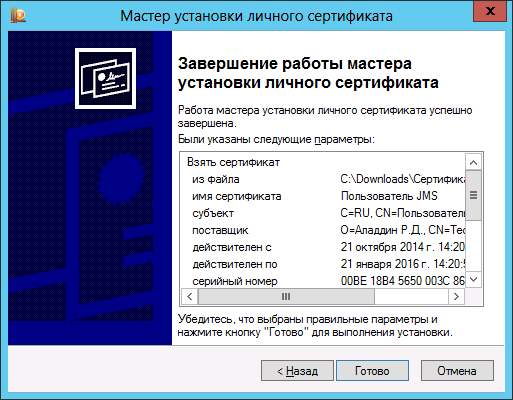 Мастер установки личного сертификата
Завершение работы мастера
установки личного сертификата
Работа мастера установки личного сертификата успешно
завершена.
Были указаны следующие параметры:
Взять сертификат
из файла C:\Downloads\Сертифика
имя сертификата Пользователь JMS
субъект C=RU, CN=Пользовател
поставщик O=Аладдин Р.Д., CN=Тес
действителен с 21 октября 2014 г. 14:20
действителен по 21 января 2016 г. 14:20:5
серийный номер 00BE 18B4 5650 003C 86
Убедитесь, что выбраны правильные параметры и
нажмите кнопку "Готово" для выполнения установки.
< Назад Готово Отмена